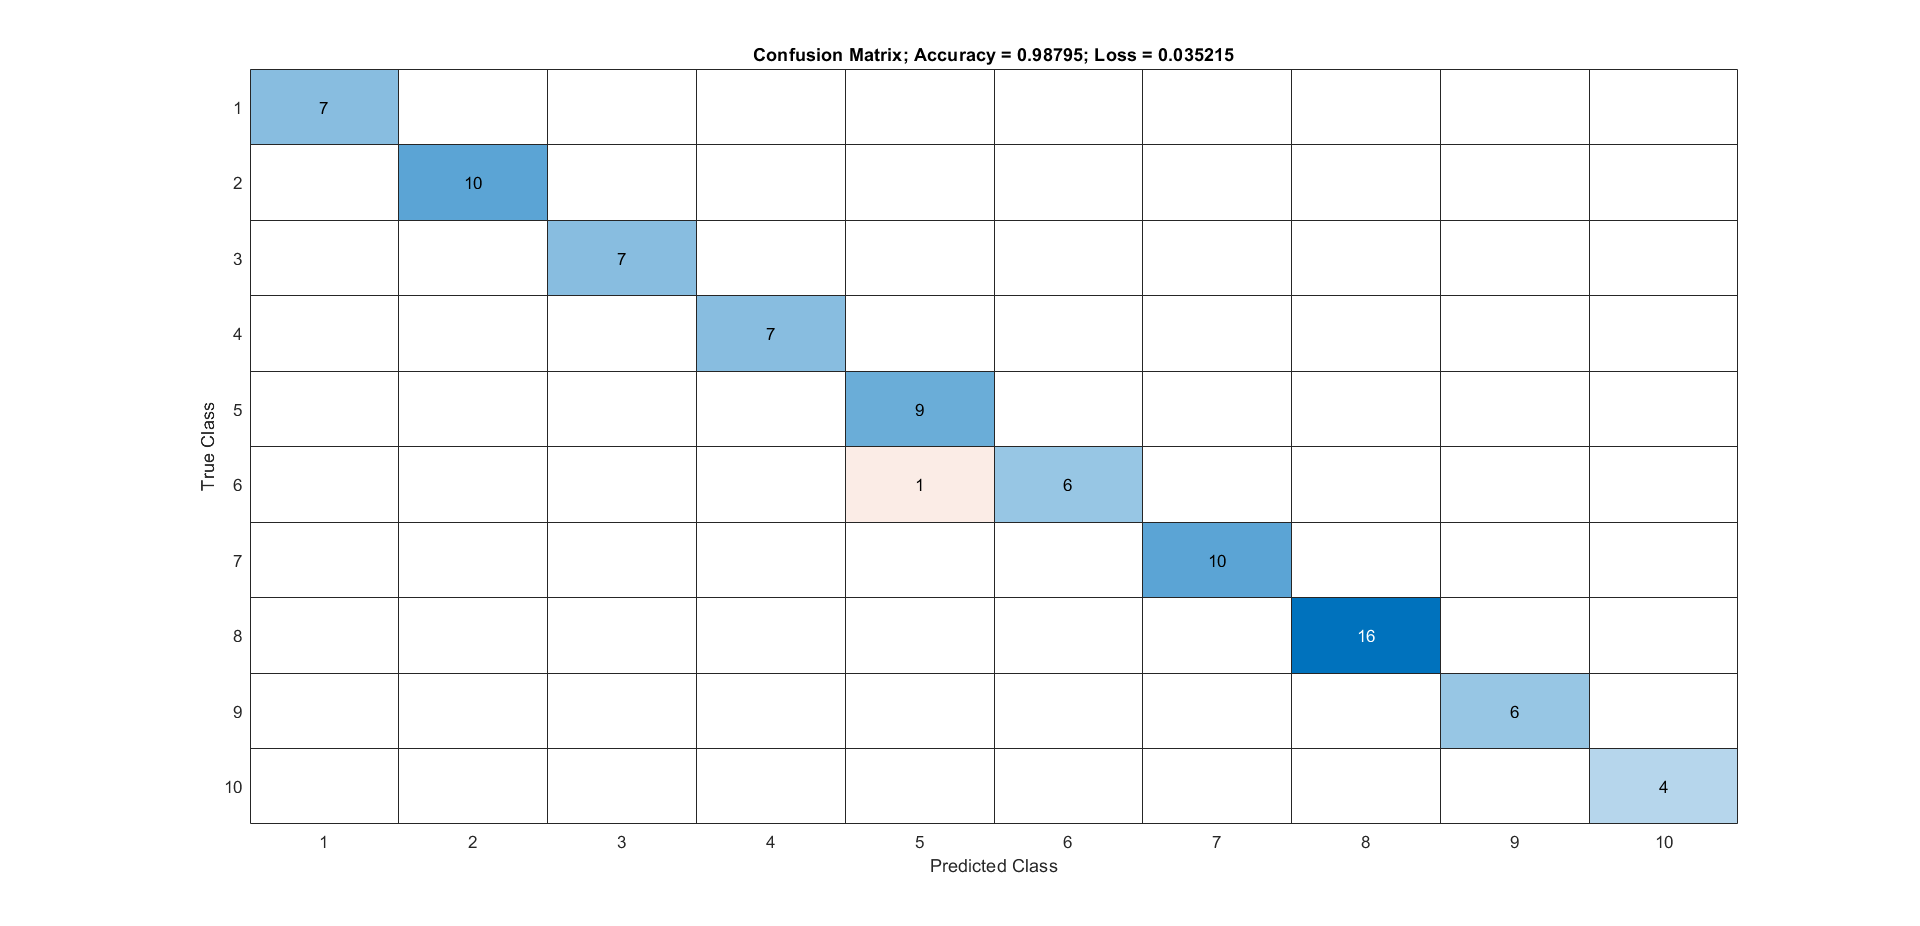 Confusion Matrix; Accuracy = 0.98795; Loss = 0.035215
True Class
1 7
2 10
3 7
4 7
5 9
6 1 6
7 10
8 16
9 6
10 4
1 2 3 4 5 6 7 8 9 10
Predicted Class